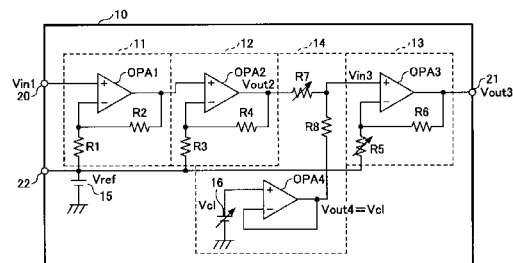 10
11
12
14
13
Vin1
20
OPA1
OPA2
Vout2
R7
Vin3
OPA3
21
Vout3
R2
R4
R8
R6
R1
R3
R5
22
Vref
15
16
Vcl
OPA4
Vout4=Vcl